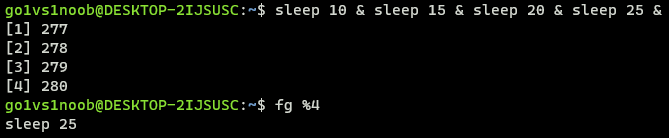 go1vs1noob@DESKTOP-2IJSUSC:~$ sleep 10 & sleep 15 & sleep 20 & sleep 25 &
[1] 277
[2] 278
[3] 279
[4] 280
go1vs1noob@DESKTOP-2IJSUSC:~$ fg %4
sleep 25